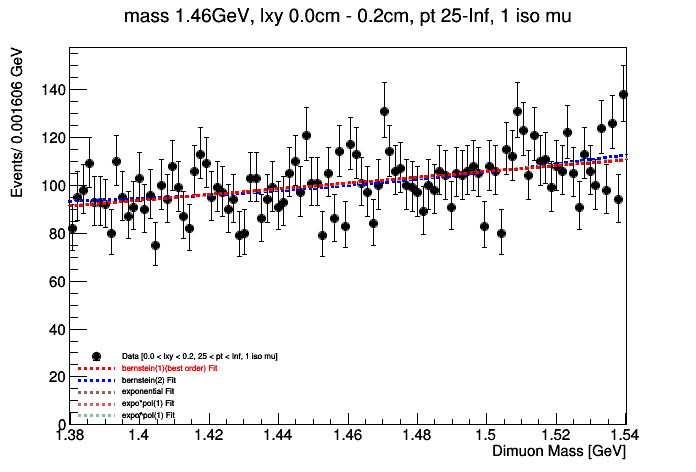 mass 1.46GeV, lxy 0.0cm - 0.2cm, pt 25-Inf, 1 iso mu
Events/ 0.001606 GeV
140
120
100
80
60
40
20
0
Data [0.0 < lxy < 0.2, 25 < pt < Inf, 1 iso mu]
bernstein(1)(best order) Fit
bernstein(2) Fit
exponential Fit
expo*pol(1) Fit
expo*pol(1) Fit
1.38 1.4 1.42 1.44 1.46 1.48 1.5 1.52 1.54
Dimuon Mass [GeV]